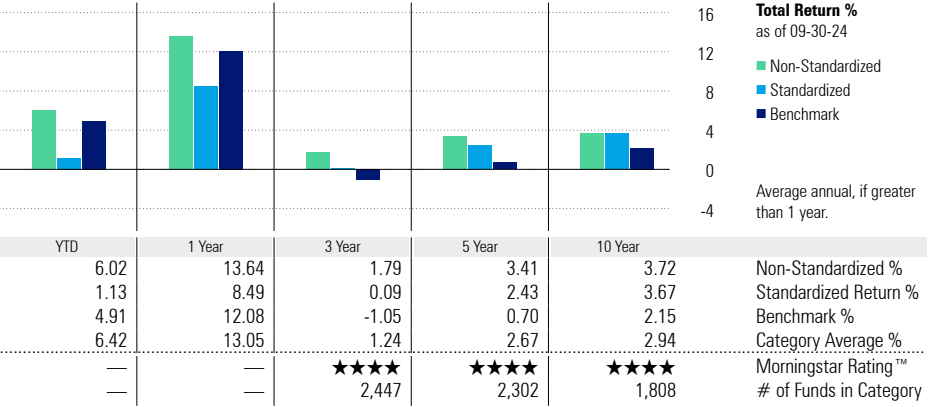 16
12
8
4
0
-4
Total Return %
as of 09-30-24
Non-Standardized
Standardized
Benchmark
Average annual, if greater
than 1 year.
YTD 1 Year 3 Year 5 Year 10 Year
6.02 13.64 1.79 3.41 3.72 Non-Standardized %
1.13 8.49 0.09 2.43 3.67 Standardized Return %
4.91 12.08 -1.05 0.70 2.15 Benchmark %
6.42 13.05 1.24 2.67 2.94 Category Average %
— — ★★★★ ★★★★ ★★★★ Morningstar Rating™
— — 2,447 2,302 1,808 # of Funds in Category